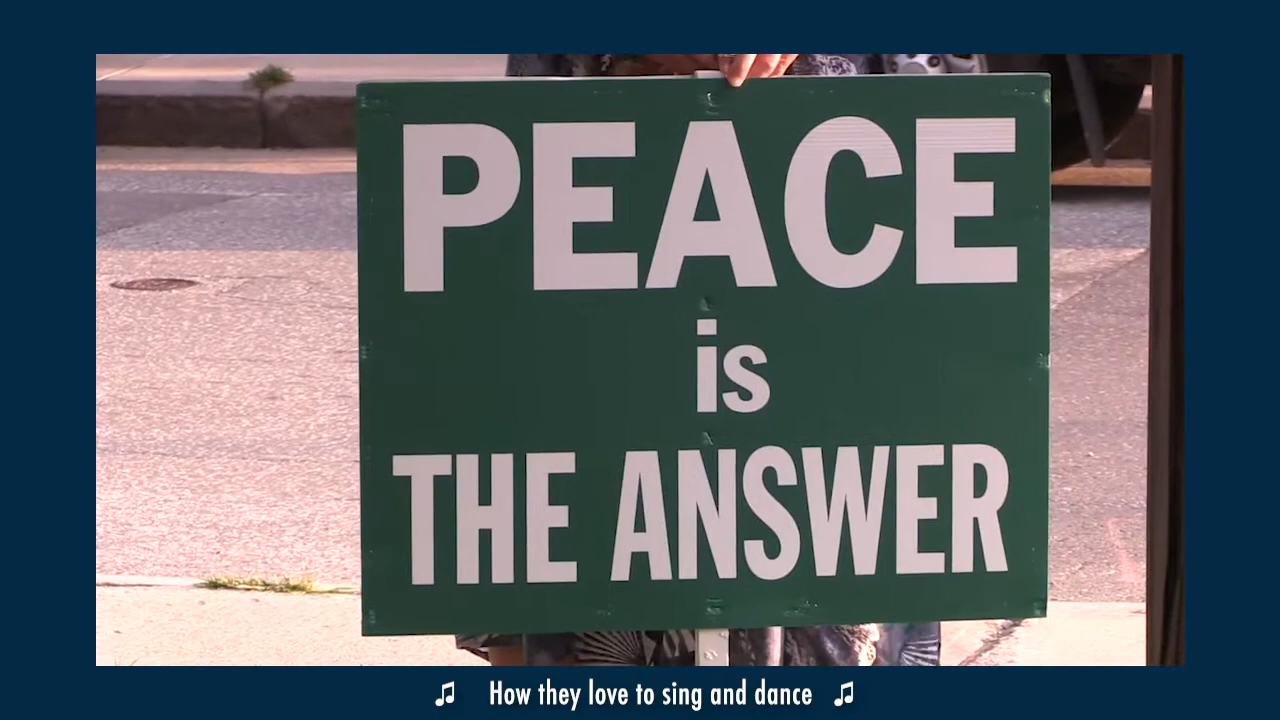 PEACE
is
THE ANSWER
♫ How they love to sing and dance ♫